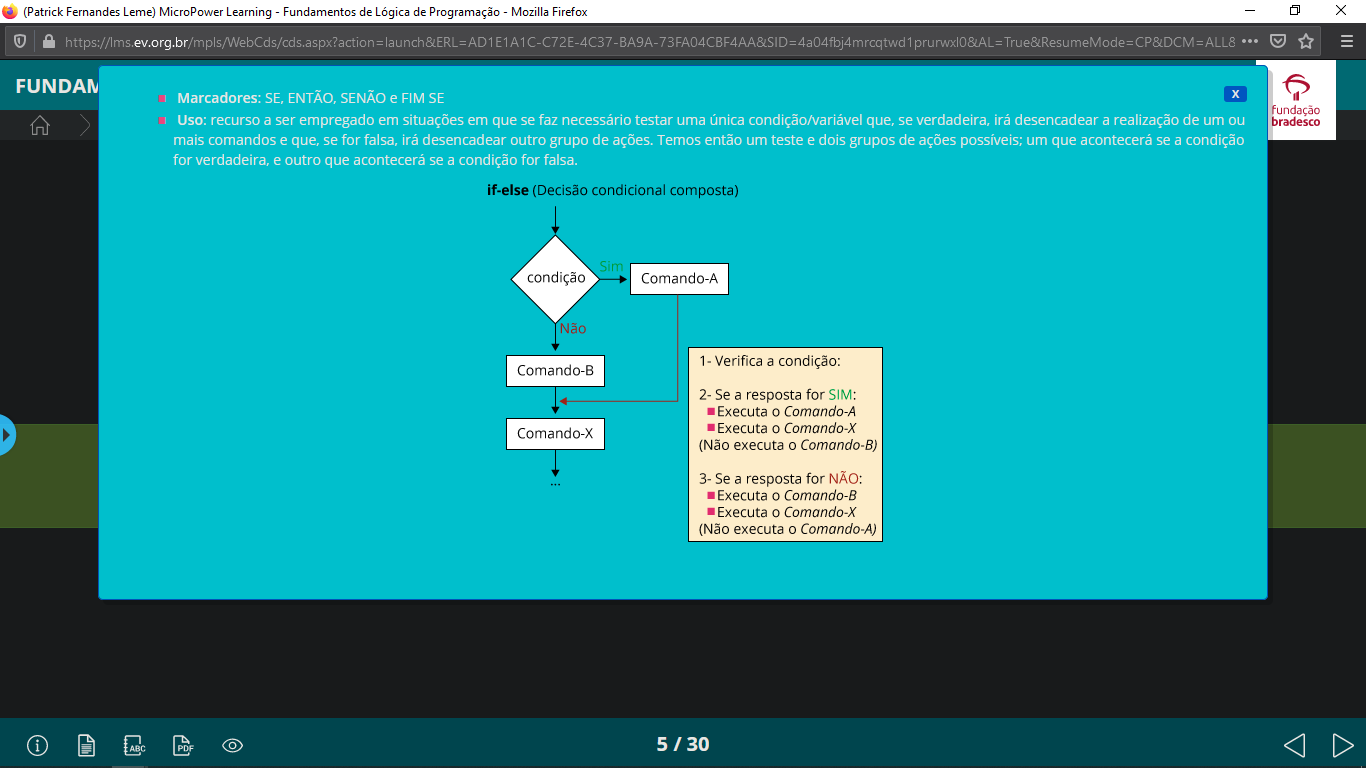 (Patrick Fernandes Leme) MicroPower Learning - Fundamentos de Lógica de Programação - Mozilla Firefox
https://lms.ev.org.br/mpls/WebCds/cds.aspx?action=launch&ERL=AD1E1A1C-C72E-4C37-BA9A-73FA04CBF4AA&SID=4a04fbj4mrcqtwd1prurwxl0&AL=True&ResumeMode=CP&DCM=ALL&
FUNDAM
fundação
bradesco
X
Marcadores: SE, ENTÃO, SENÃO e FIM SE
Uso: recurso a ser empregado em situações em que se faz necessário testar uma única condição/variável que, se verdadeira, irá desencadear a realização de um ou
mais comandos e que, se for falsa, irá desencadear outro grupo de ações. Temos então um teste e dois grupos de ações possíveis; um que acontecerá se a condição
for verdadeira, e outro que acontecerá se a condição for falsa.
if-else (Decisão condicional composta)
condição
Sim
Comando-A
Não
Comando-B
Comando-X
...
1- Verifica a condição:
2- Se a resposta for SIM:
Executa o Comando-A
Executa o Comando-X
(Não executa o Comando-B)
3- Se a resposta for NÃO:
Executa o Comando-B
Executa o Comando-X
(Não executa o Comando-A)
ABC
PDF
5 / 30